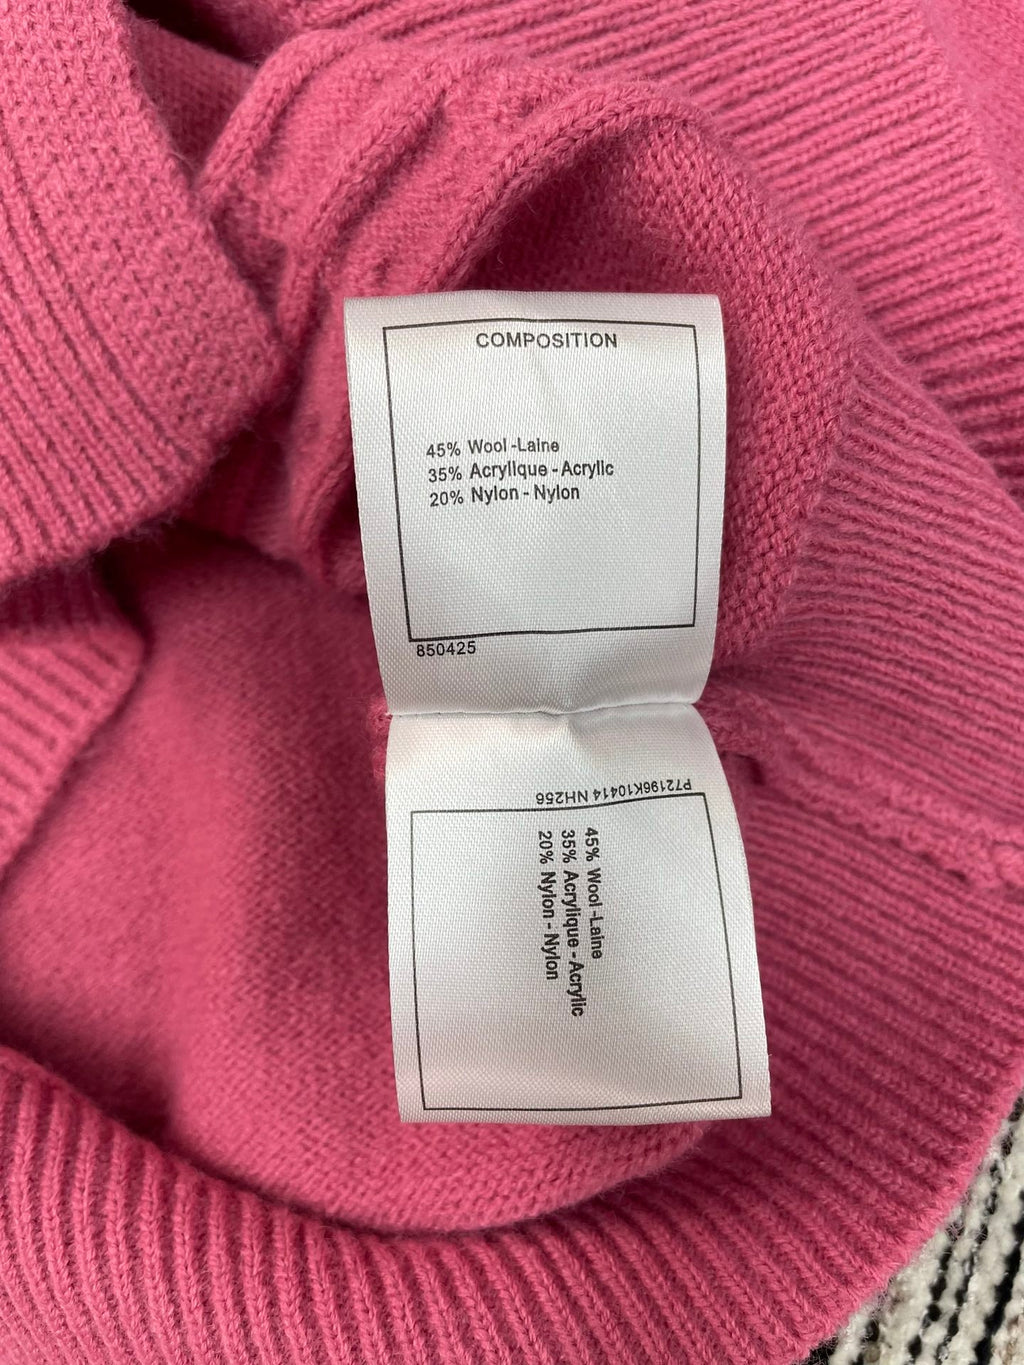 COMPOSITION
45% Wool -Laine
35% Acrylique - Acrylic
20% Nylon - Nylon
850425
P72196K10414 NH256
45% Wool -Laine
35% Acrylique - Acrylic
20% Nylon - Nylon